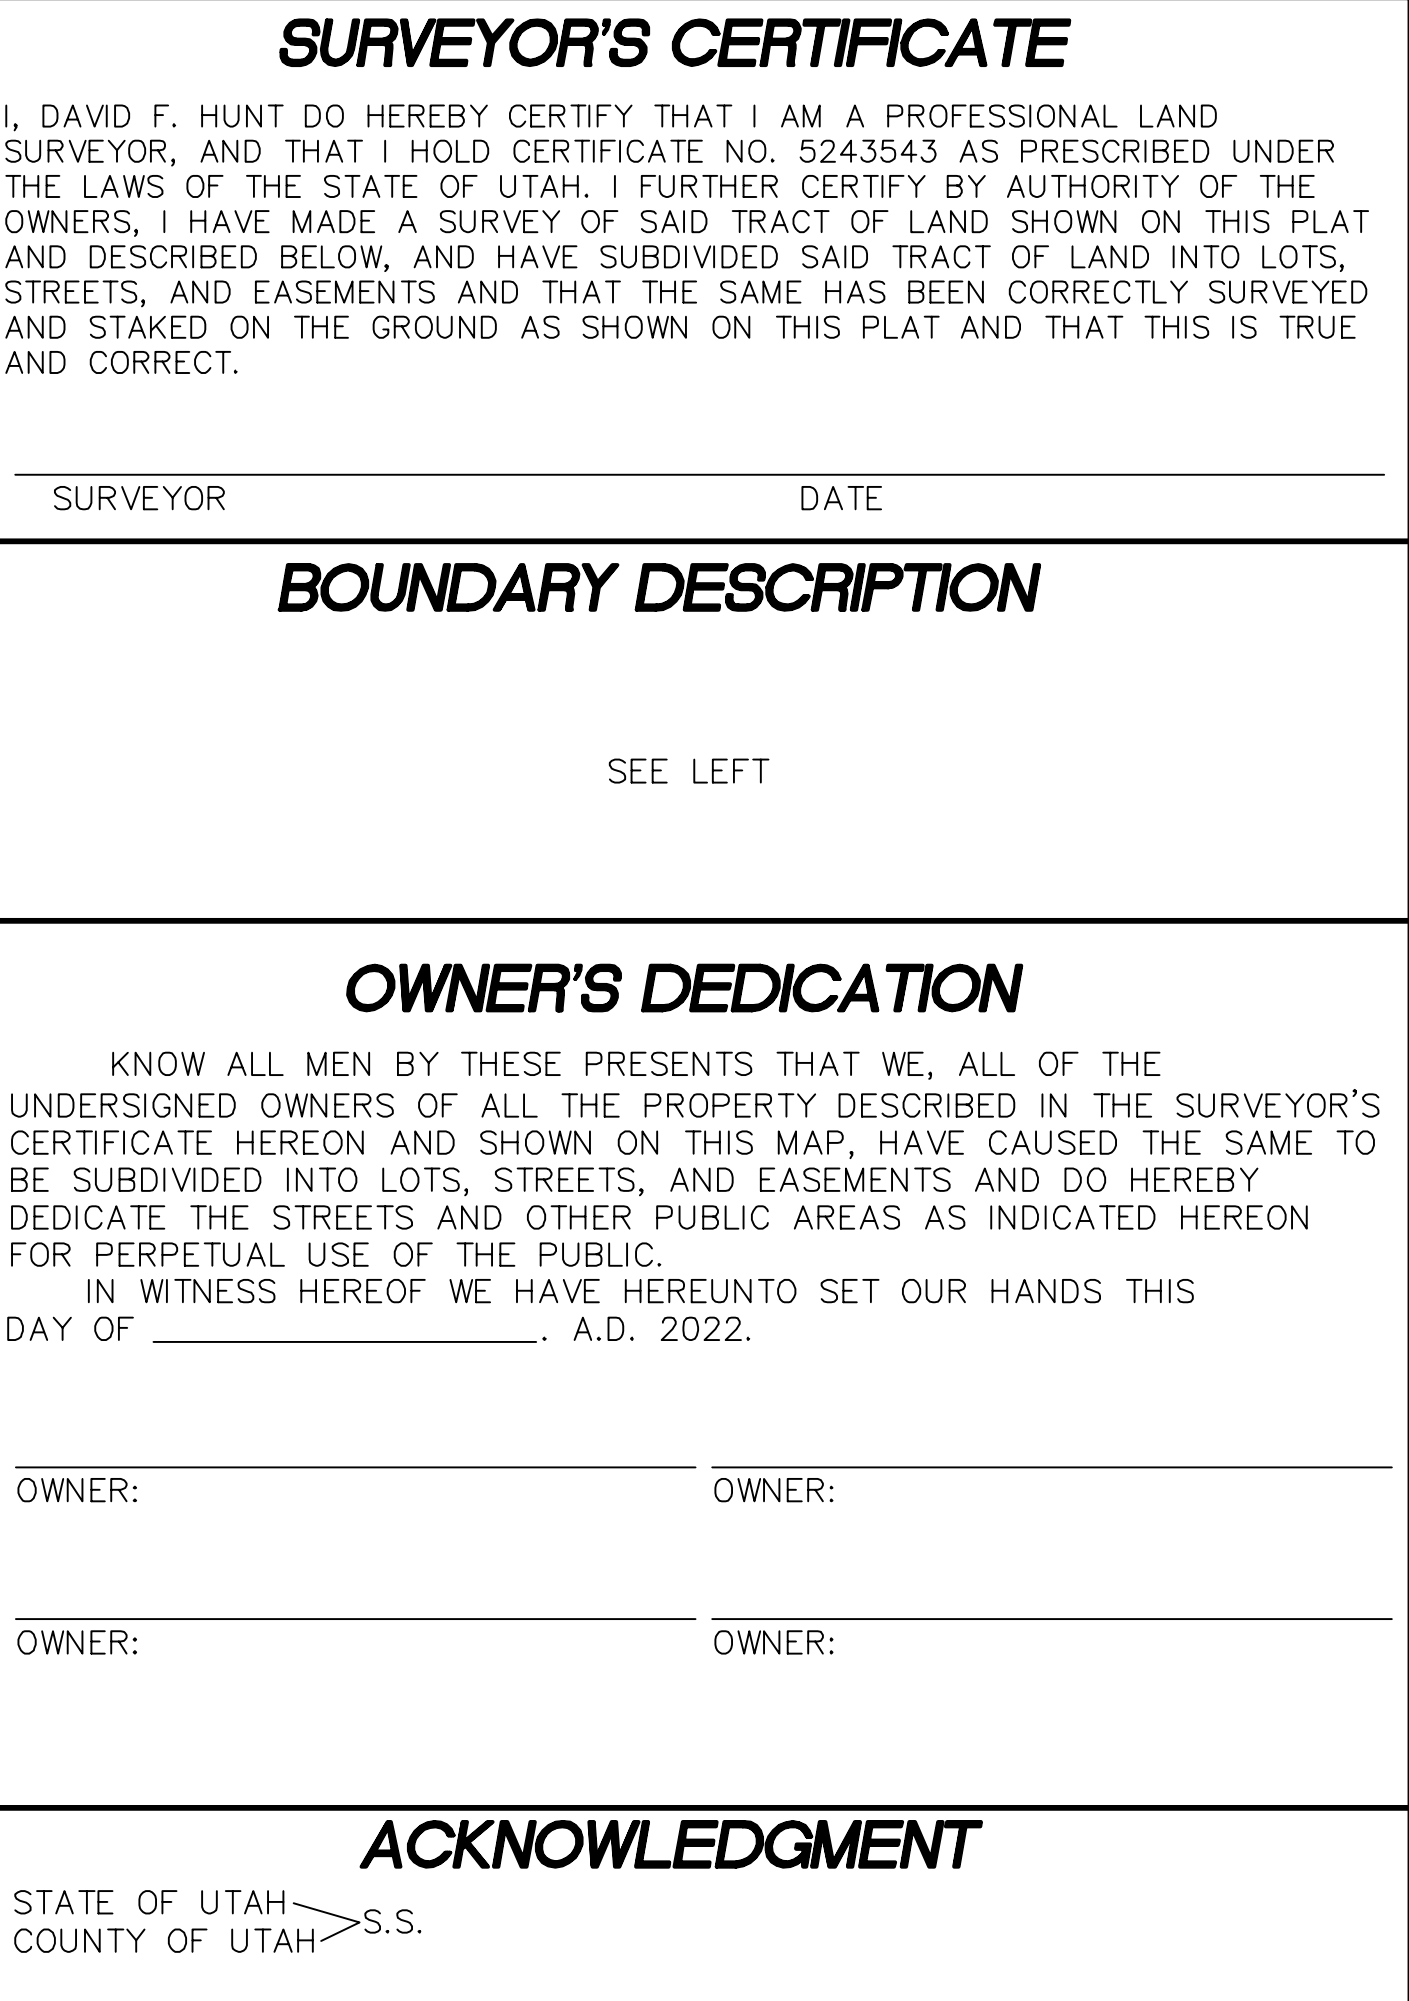 SURVEYOR'S CERTIFICATE
I, DAVID F. HUNT DO HEREBY CERTIFY THAT I AM A PROFESSIONAL LAND
SURVEYOR, AND THAT I HOLD CERTIFICATE NO. 5243543 AS PRESCRIBED UNDER
THE LAWS OF THE STATE OF UTAH. I FURTHER CERTIFY BY AUTHORITY OF THE
OWNERS, I HAVE MADE A SURVEY OF SAID TRACT OF LAND SHOWN ON THIS PLAT
AND DESCRIBED BELOW, AND HAVE SUBDIVIDED SAID TRACT OF LAND INTO LOTS,
STREETS, AND EASEMENTS AND THAT THE SAME HAS BEEN CORRECTLY SURVEYED
AND STAKED ON THE GROUND AS SHOWN ON THIS PLAT AND THAT THIS IS TRUE
AND CORRECT.
SURVEYOR DATE
BOUNDARY DESCRIPTION
SEE LEFT
OWNER'S DEDICATION
KNOW ALL MEN BY THESE PRESENTS THAT WE, ALL OF THE
UNDERSIGNED OWNERS OF ALL THE PROPERTY DESCRIBED IN THE SURVEYOR'S
CERTIFICATE HEREON AND SHOWN ON THIS MAP, HAVE CAUSED THE SAME TO
BE SUBDIVIDED INTO LOTS, STREETS, AND EASEMENTS AND DO HEREBY
DEDICATE THE STREETS AND OTHER PUBLIC AREAS AS INDICATED HEREON
FOR PERPETUAL USE OF THE PUBLIC.
IN WITNESS HEREOF WE HAVE HEREUNTO SET OUR HANDS THIS
DAY OF ____________________. A.D. 2022.
OWNER: OWNER:
OWNER: OWNER:
ACKNOWLEDGMENT
STATE OF UTAH
S.S.
COUNTY OF UTAH